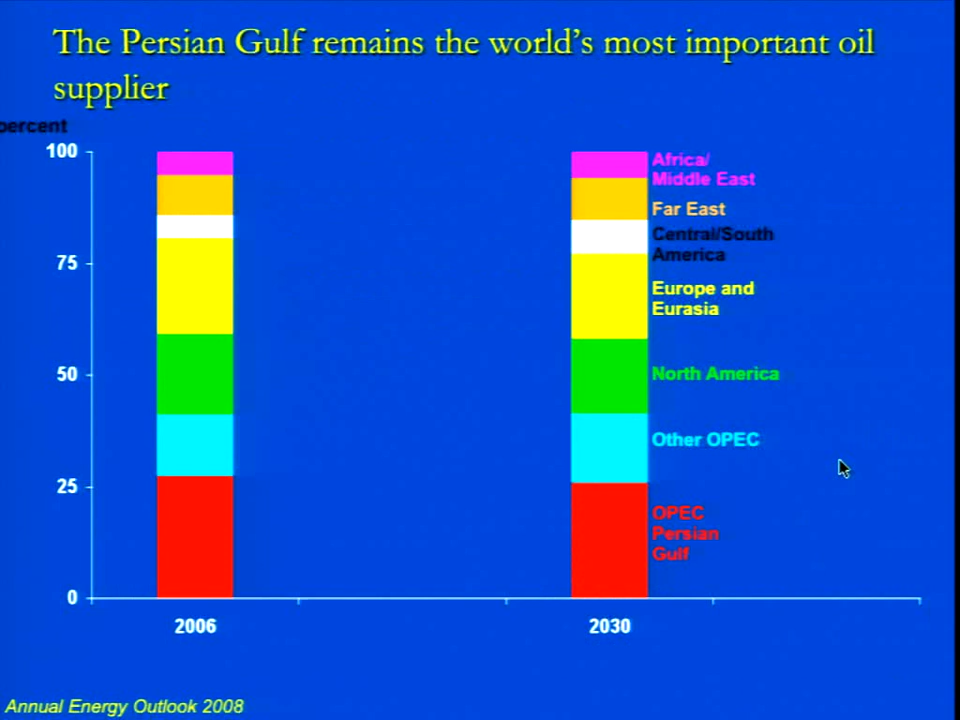 The Persian Gulf remains the world's most important oil
supplier
percent
100
75
50
25
0
2006
2030
Africa/
Middle East
Far East
Central/South
America
Europe and
Eurasia
North America
Other OPEC
OPEC
Persian
Gulf
Annual Energy Outlook 2008